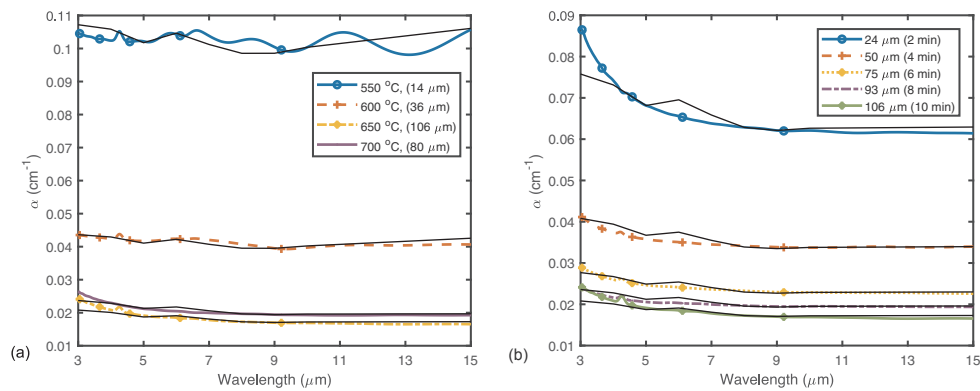 0.11
0.1
0.09
0.08
0.07
0.06
0.05
0.04
0.03
0.02
0.01
α (cm⁻¹)
550 °C, (14 μm)
600 °C, (36 μm)
650 °C, (106 μm)
700 °C, (80 μm)
3 5 7 9 11 13 15
Wavelength (μm)
(a)
0.09
0.08
0.07
0.06
0.05
0.04
0.03
0.02
0.01
α (cm⁻¹)
24 μm (2 min)
50 μm (4 min)
75 μm (6 min)
93 μm (8 min)
106 μm (10 min)
3 5 7 9 11 13 15
Wavelength (μm)
(b)